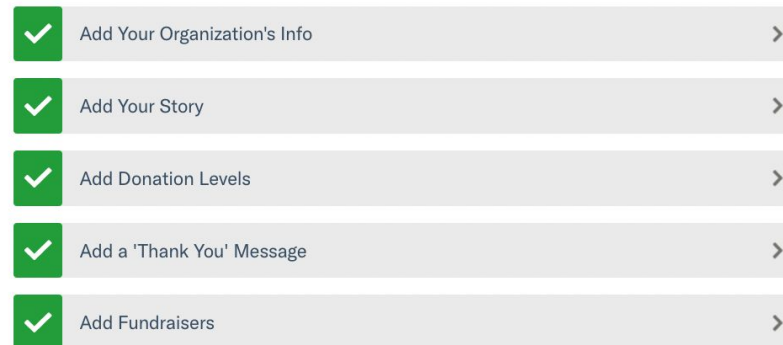 Add Your Organization's Info
Add Your Story
Add Donation Levels
Add a 'Thank You' Message
Add Fundraisers